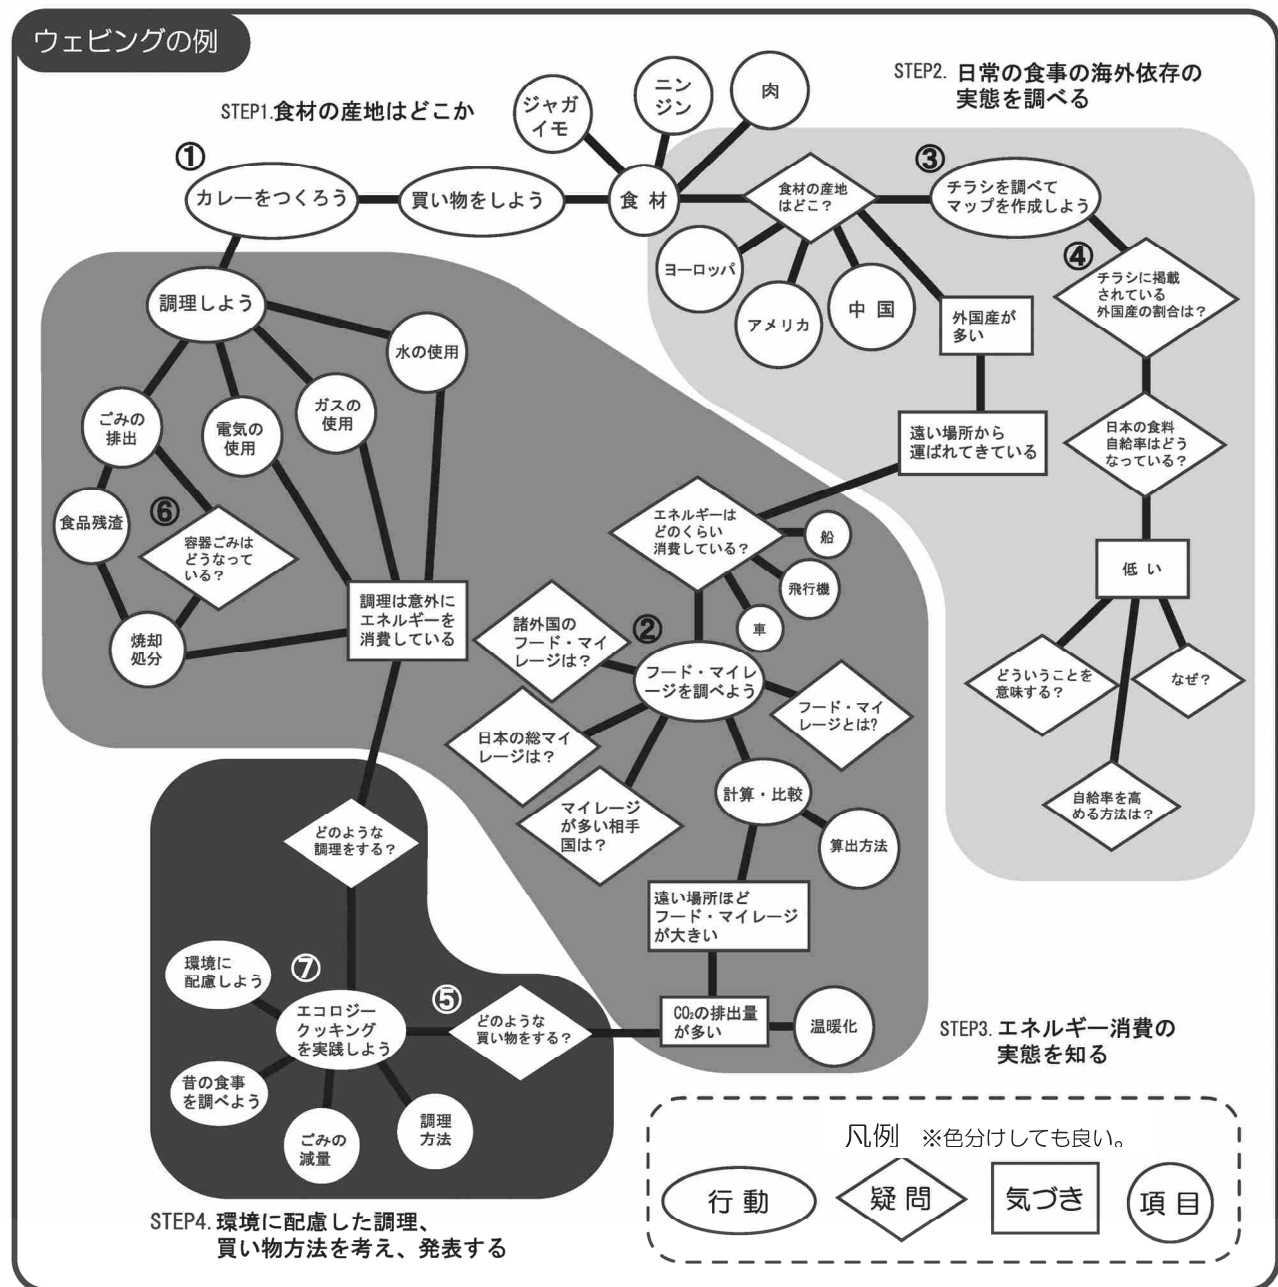 ウェビングの例
STEP1.食材の産地はどこか
ジャガ
イモ
ニン
ジン
肉
STEP2. 日常の食事の海外依存の
実態を調べる
①
カレーをつくろう
買い物をしよう
食 材
食材の産地
はどこ？
③
チラシを調べて
マップを作成しよう
ヨーロッパ
アメリカ
中 国
外国産が
多い
④
チラシに掲載
されている
外国産の割合は？
遠い場所から
運ばれてきている
日本の食料
自給率はどう
なっている？
低 い
どういうことを
意味する？
なぜ？
自給率を高
める方法は？
調理しよう
水の使用
ガスの
使用
電気の
使用
ごみの
排出
食品残渣
⑥
容器ごみは
どうなって
いる？
焼却
処分
調理は意外に
エネルギーを
消費している
エネルギーは
どのくらい
消費している？
船
飛行機
車
諸外国の
フード・マイ
レージは？
②
フード・マイレ
ージを調べよう
フード・マイ
レージとは?
日本の総マイ
レージは？
マイレージ
が多い相手
国は？
計算・比較
算出方法
遠い場所ほど
フード・マイレージ
が大きい
CO₂の排出量
が多い
温暖化
STEP3. エネルギー消費の
実態を知る
どのような
調理をする？
環境に
配慮しよう
⑦
エコロジー
クッキング
を実践しよう
⑤
どのような
買い物をする？
昔の食事
を調べよう
ごみの
減量
調理
方法
STEP4. 環境に配慮した調理、
買い物方法を考え、発表する
凡例 ※色分けしても良い。
行 動
疑 問
気づき
項 目